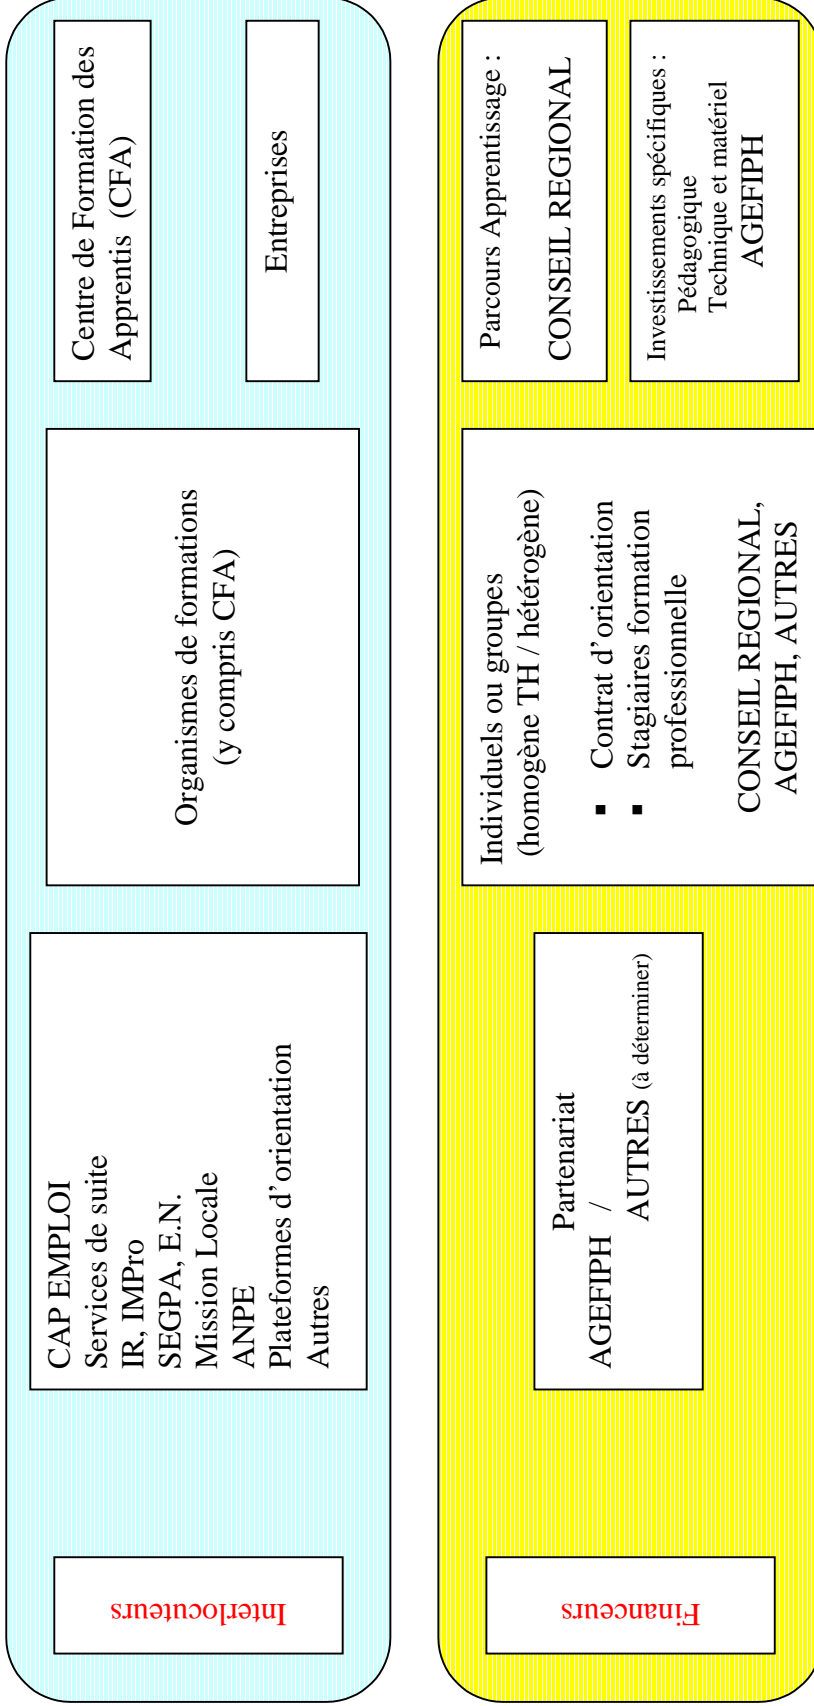 Interlocuteurs
CAP EMPLOI
Services de suite
IR, IMPro
SEGPA, E.N.
Mission Locale
ANPE
Plateformes d'orientation
Autres
Organismes de formations
(y compris CFA)
Centre de Formation des
Apprentis (CFA)
Entreprises
Financeurs
Partenariat
AGEFIPH /
AUTRES (à déterminer)
Individuels ou groupes
(homogène TH / hétérogène)
▪ Contrat d'orientation
▪ Stagiaires formation
professionnelle
CONSEIL REGIONAL,
AGEFIPH, AUTRES
Parcours Apprentissage :
CONSEIL REGIONAL
Investissements spécifiques :
Pédagogique
Technique et matériel
AGEFIPH